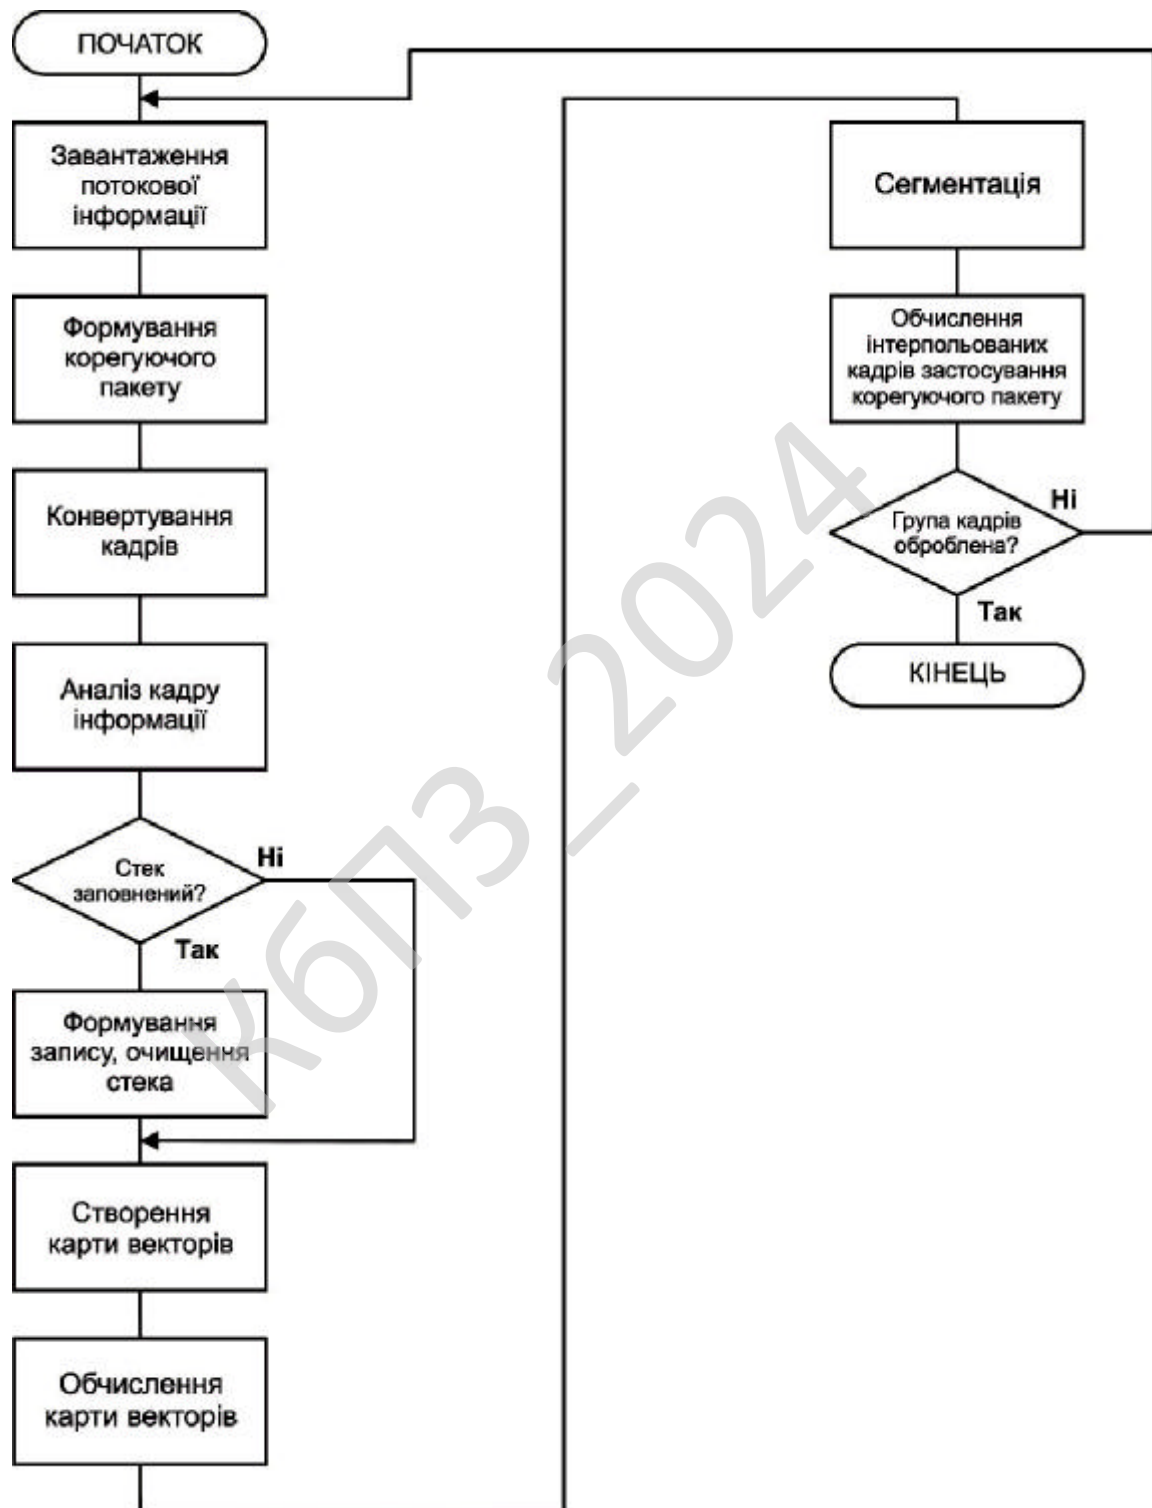 ПОЧАТОК
Завантаження
потокової
інформації
Формування
корегуючого
пакету
Конвертування
кадрів
Аналіз кадру
інформації
Стек
заповнений?
Ні
Так
Формування
запису, очищення
стека
Створення
карти векторів
Обчислення
карти векторів
Сегментація
Обчислення
інтерпольованих
кадрів застосування
корегуючого пакету
Група кадрів
оброблена?
Ні
Так
КІНЕЦЬ
КбПЗ_2024